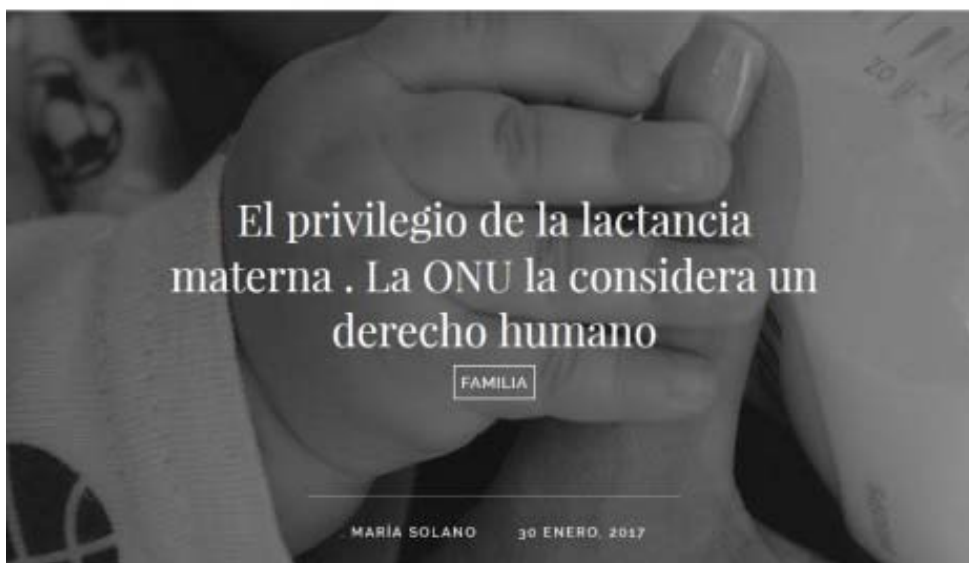 El privilegio de la lactancia
materna . La ONU la considera un
derecho humano
FAMILIA
MARÍA SOLANO 30 ENERO, 2017